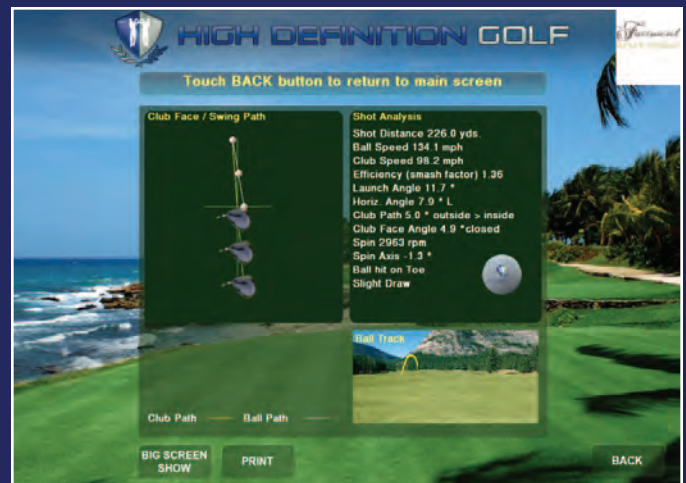 HIGH DEFINITION GOLF
Fairmont
Touch BACK button to return to main screen
Club Face / Swing Path
Shot Analysis
Shot Distance 226.0 yds.
Ball Speed 134.1 mph
Club Speed 98.2 mph
Efficiency (smash factor) 1.36
Launch Angle 11.7 °
Horiz. Angle 7.9 ° L
Club Path 5.0 ° outside > inside
Club Face Angle 4.9 °closed
Spin 2963 rpm
Spin Axis -1.3 °
Ball hit on Toe
Slight Draw
Ball Track
Club Path
Ball Path
BIG SCREEN
SHOW
PRINT
BACK